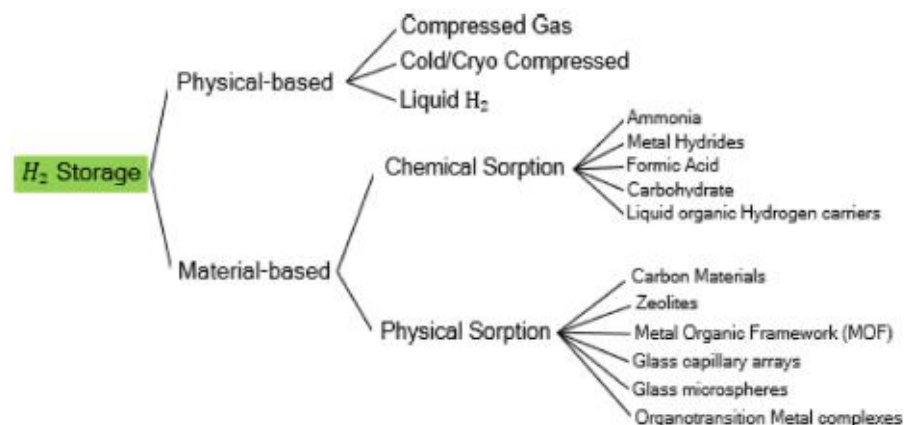 Compressed Gas
Cold/Cryo Compressed
Physical-based
Liquid H₂
Ammonia
Metal Hydrides
Chemical Sorption
Formic Acid
Carbohydrate
Liquid organic Hydrogen carriers
H₂ Storage
Material-based
Carbon Materials
Zeolites
Physical Sorption
Metal Organic Framework (MOF)
Glass capillary arrays
Glass microspheres
Organotransition Metal complexes